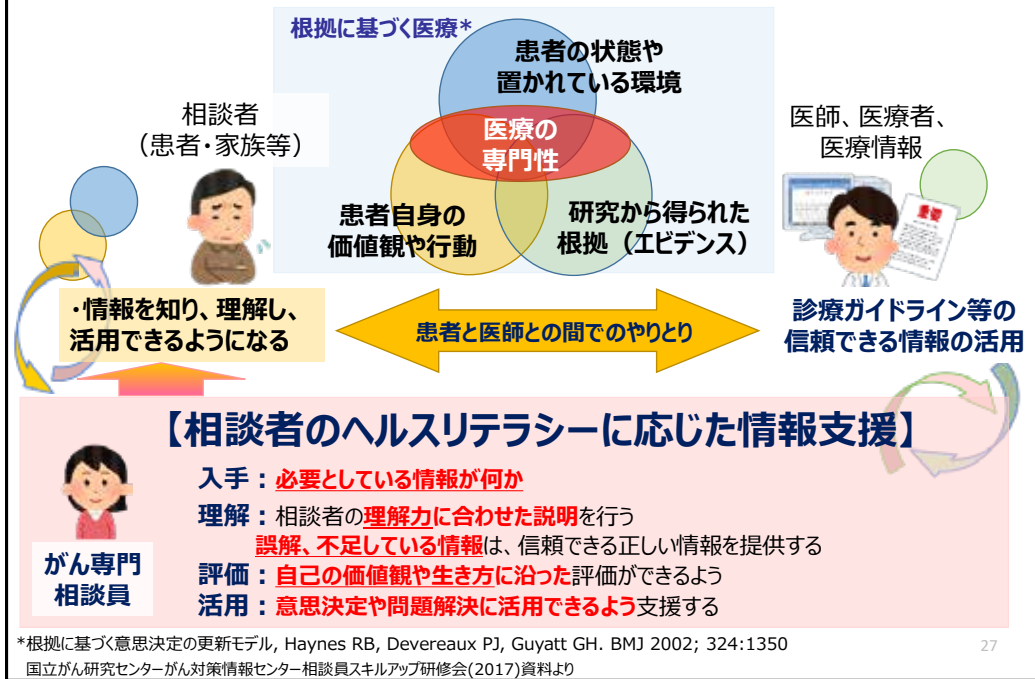 根拠に基づく医療*
患者の状態や
置かれている環境
相談者
（患者・家族等）
医療の
専門性
医師、医療者、
医療情報
重要
患者自身の
価値観や行動
研究から得られた
根拠（エビデンス）
・情報を知り、理解し、
活用できるようになる
患者と医師との間でのやりとり
診療ガイドライン等の
信頼できる情報の活用
【相談者のヘルスリテラシーに応じた情報支援】
入手：必要としている情報が何か
理解：相談者の理解力に合わせた説明を行う
誤解、不足している情報は、信頼できる正しい情報を提供する
評価：自己の価値観や生き方に沿った評価ができるよう
活用：意思決定や問題解決に活用できるよう支援する
がん専門
相談員
*根拠に基づく意思決定の更新モデル, Haynes RB, Devereaux PJ, Guyatt GH. BMJ 2002; 324:1350
国立がん研究センターがん対策情報センター相談員スキルアップ研修会(2017)資料より
27